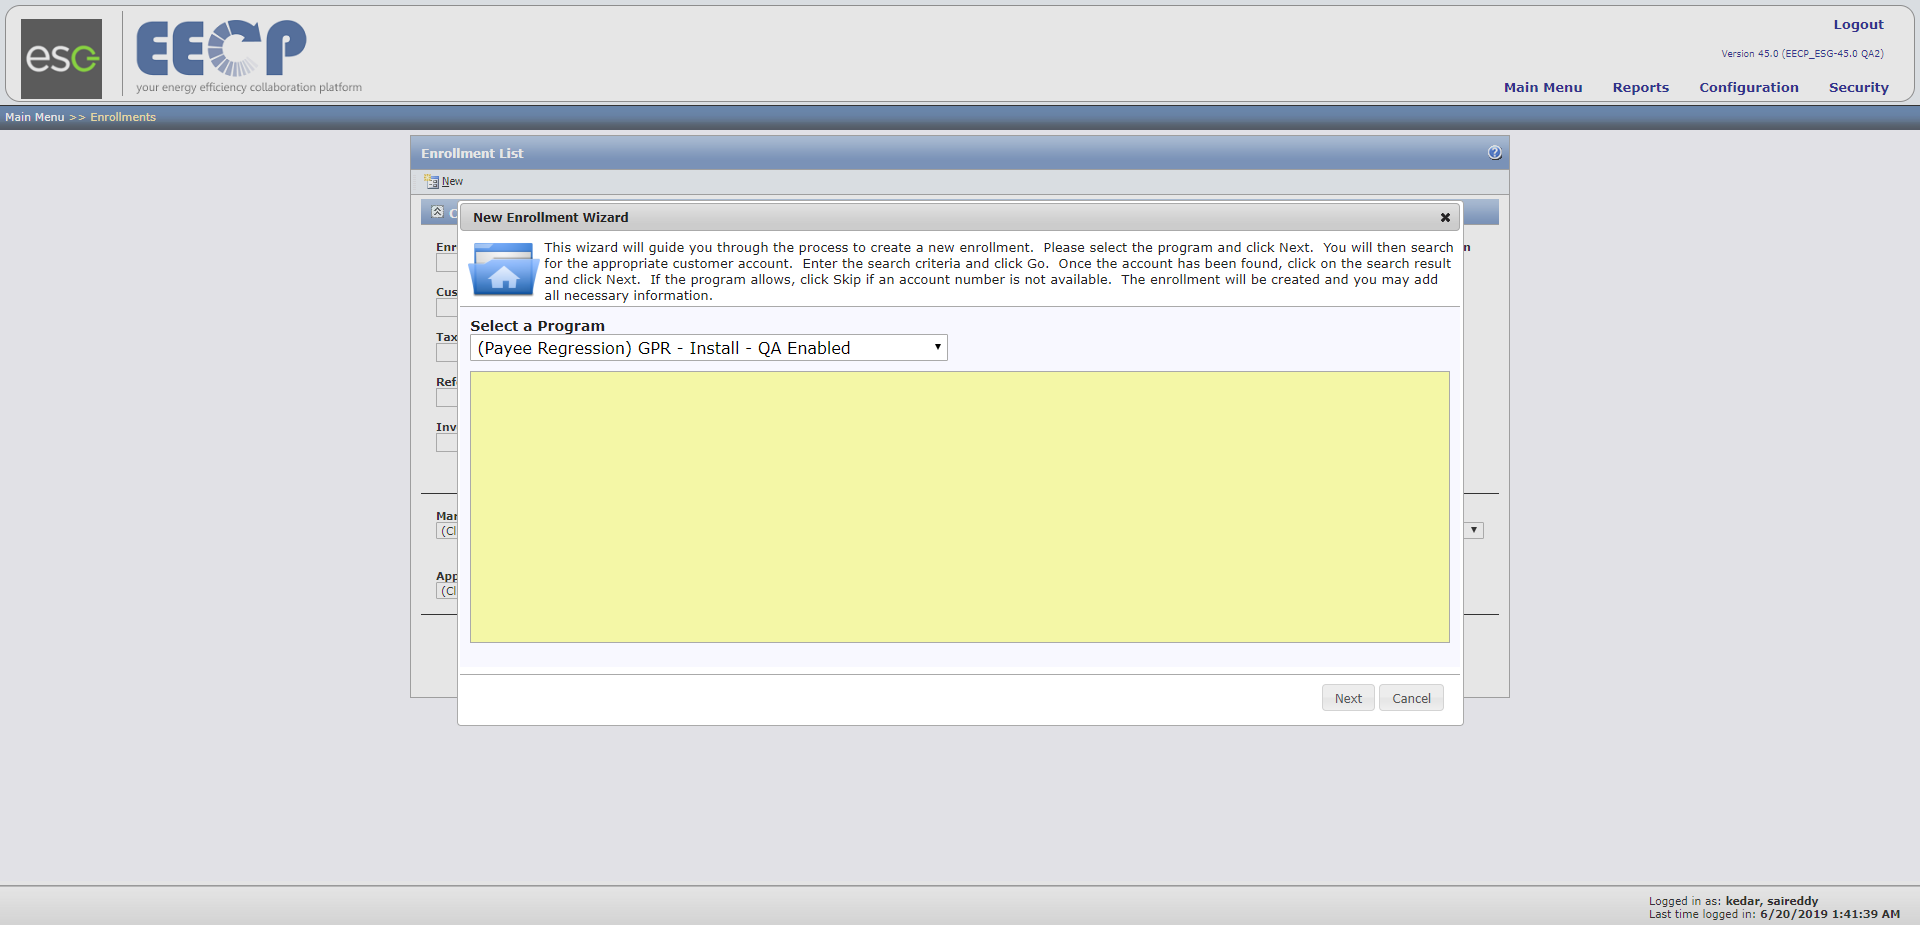 esg
EECP
your energy efficiency collaboration platform
Logout
Version 45.0 (EECP_ESG-45.0 QA2)
Main Menu Reports Configuration Security
Main Menu >> Enrollments
Enrollment List
New
New Enrollment Wizard
This wizard will guide you through the process to create a new enrollment. Please select the program and click Next. You will then search
for the appropriate customer account. Enter the search criteria and click Go. Once the account has been found, click on the search result
and click Next. If the program allows, click Skip if an account number is not available. The enrollment will be created and you may add
all necessary information.
Select a Program
(Payee Regression) GPR - Install - QA Enabled
Enr
Cus
Tax
Ref
Inv
Mar
(Cl
App
(Cl
Next Cancel
Logged in as: kedar, saireddy
Last time logged in: 6/20/2019 1:41:39 AM